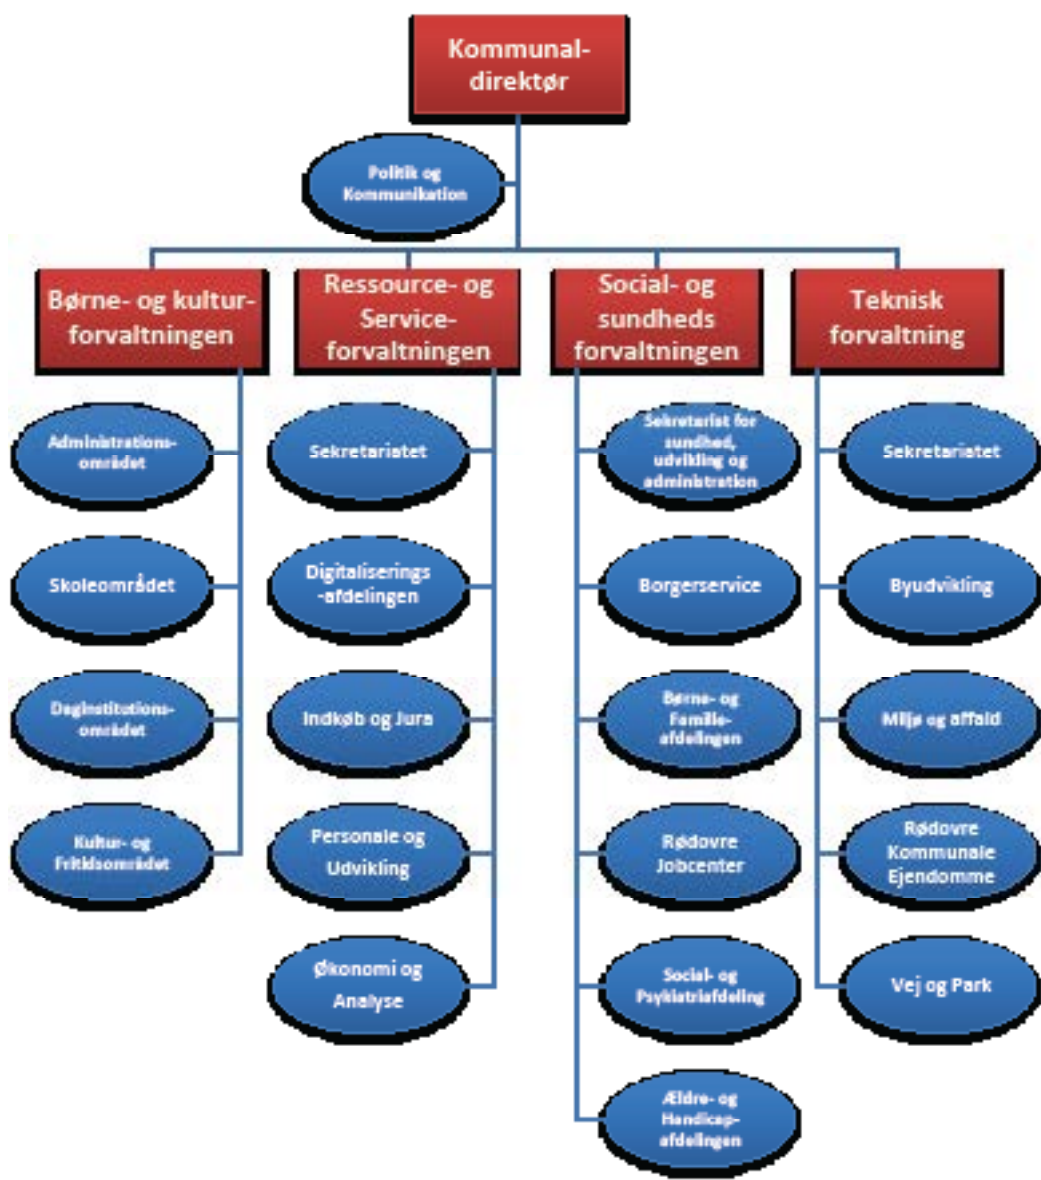 Kommunal-
direktør
Politik og
Kommunikation
Børne- og kultur-
forvaltningen
Ressource- og
Service-
forvaltningen
Social- og
sundheds
forvaltningen
Teknisk
forvaltning
Administrations-
området
Skoleområdet
Daginstitutions-
området
Kultur- og
Fritidsområdet
Sekretariatet
Digitaliserings
-afdelingen
Indkøb og Jura
Personale og
Udvikling
Økonomi og
Analyse
Sekretariat for
sundhed,
udvikling og
administration
Borgerservice
Børne- og
Familie-
afdelingen
Rødovre
Jobcenter
Social- og
Psykiatriafdeling
Ældre- og
Handicap-
afdelingen
Sekretariatet
Byudvikling
Miljø og affald
Rødovre
Kommunale
Ejendomme
Vej og Park